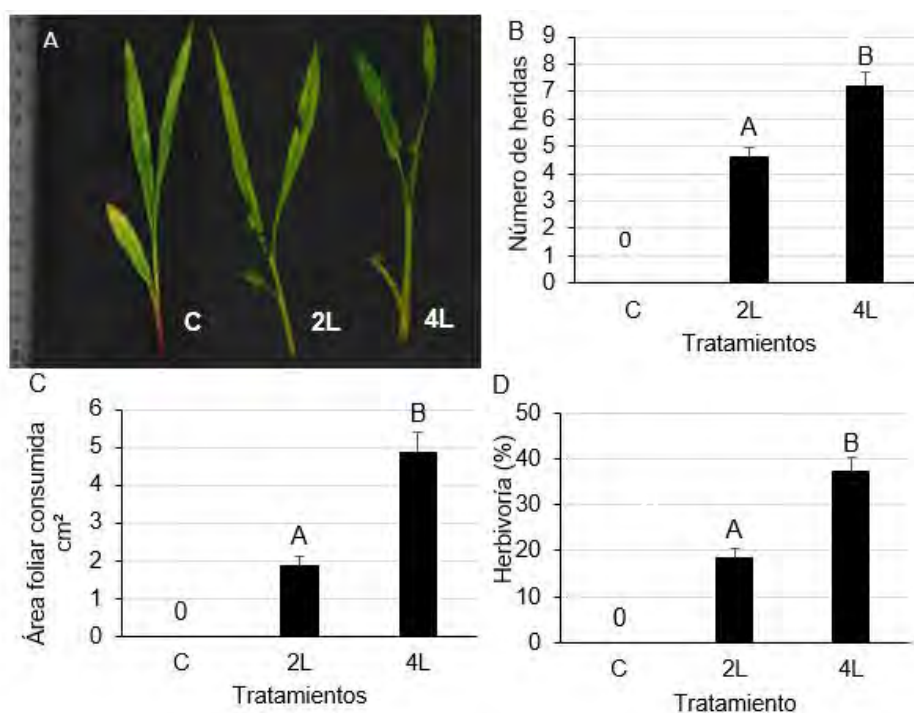 A
C
2L
4L
B
Número de heridas
9
8
7
6
5
4
3
2
1
0
0
A
B
C
2L
4L
Tratamientos
C
Área foliar consumida
cm²
6
5
4
3
2
1
0
0
A
B
C
2L
4L
Tratamientos
D
Herbivoría (%)
50
40
30
20
10
0
0
A
B
C
2L
4L
Tratamiento